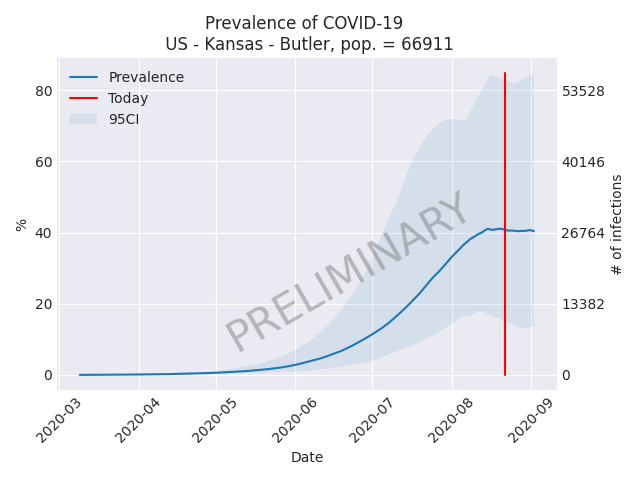 Prevalence of COVID-19
US - Kansas - Butler, pop. = 66911
Prevalence
Today
95CI
80
60
40
20
0
%
53528
40146
26764
13382
0
# of infections
PRELIMINARY
2020-03
2020-04
2020-05
2020-06
2020-07
2020-08
2020-09
Date